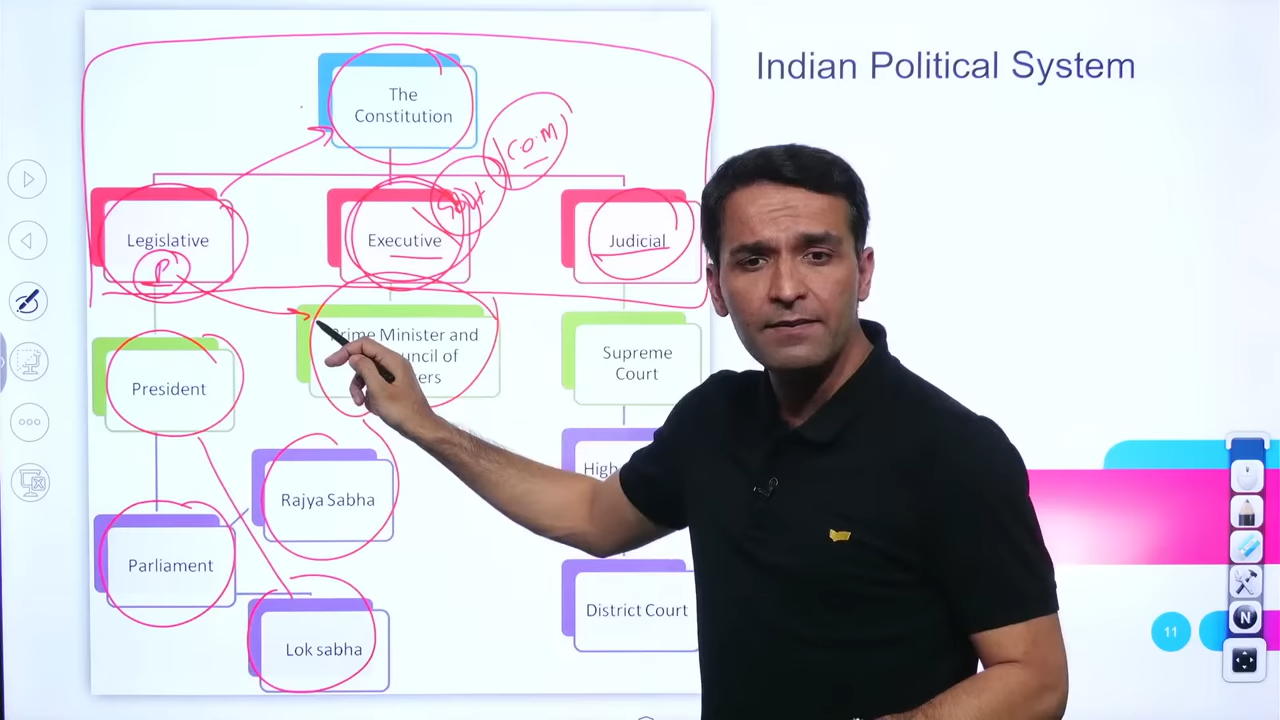 Indian Political System
The
Constitution
C.O.M
Govt
Legislative
Executive
Judicial
P
President
Prime Minister and
Supreme
Court
Rajya Sabha
Parliament
District Court
Lok sabha
11
N